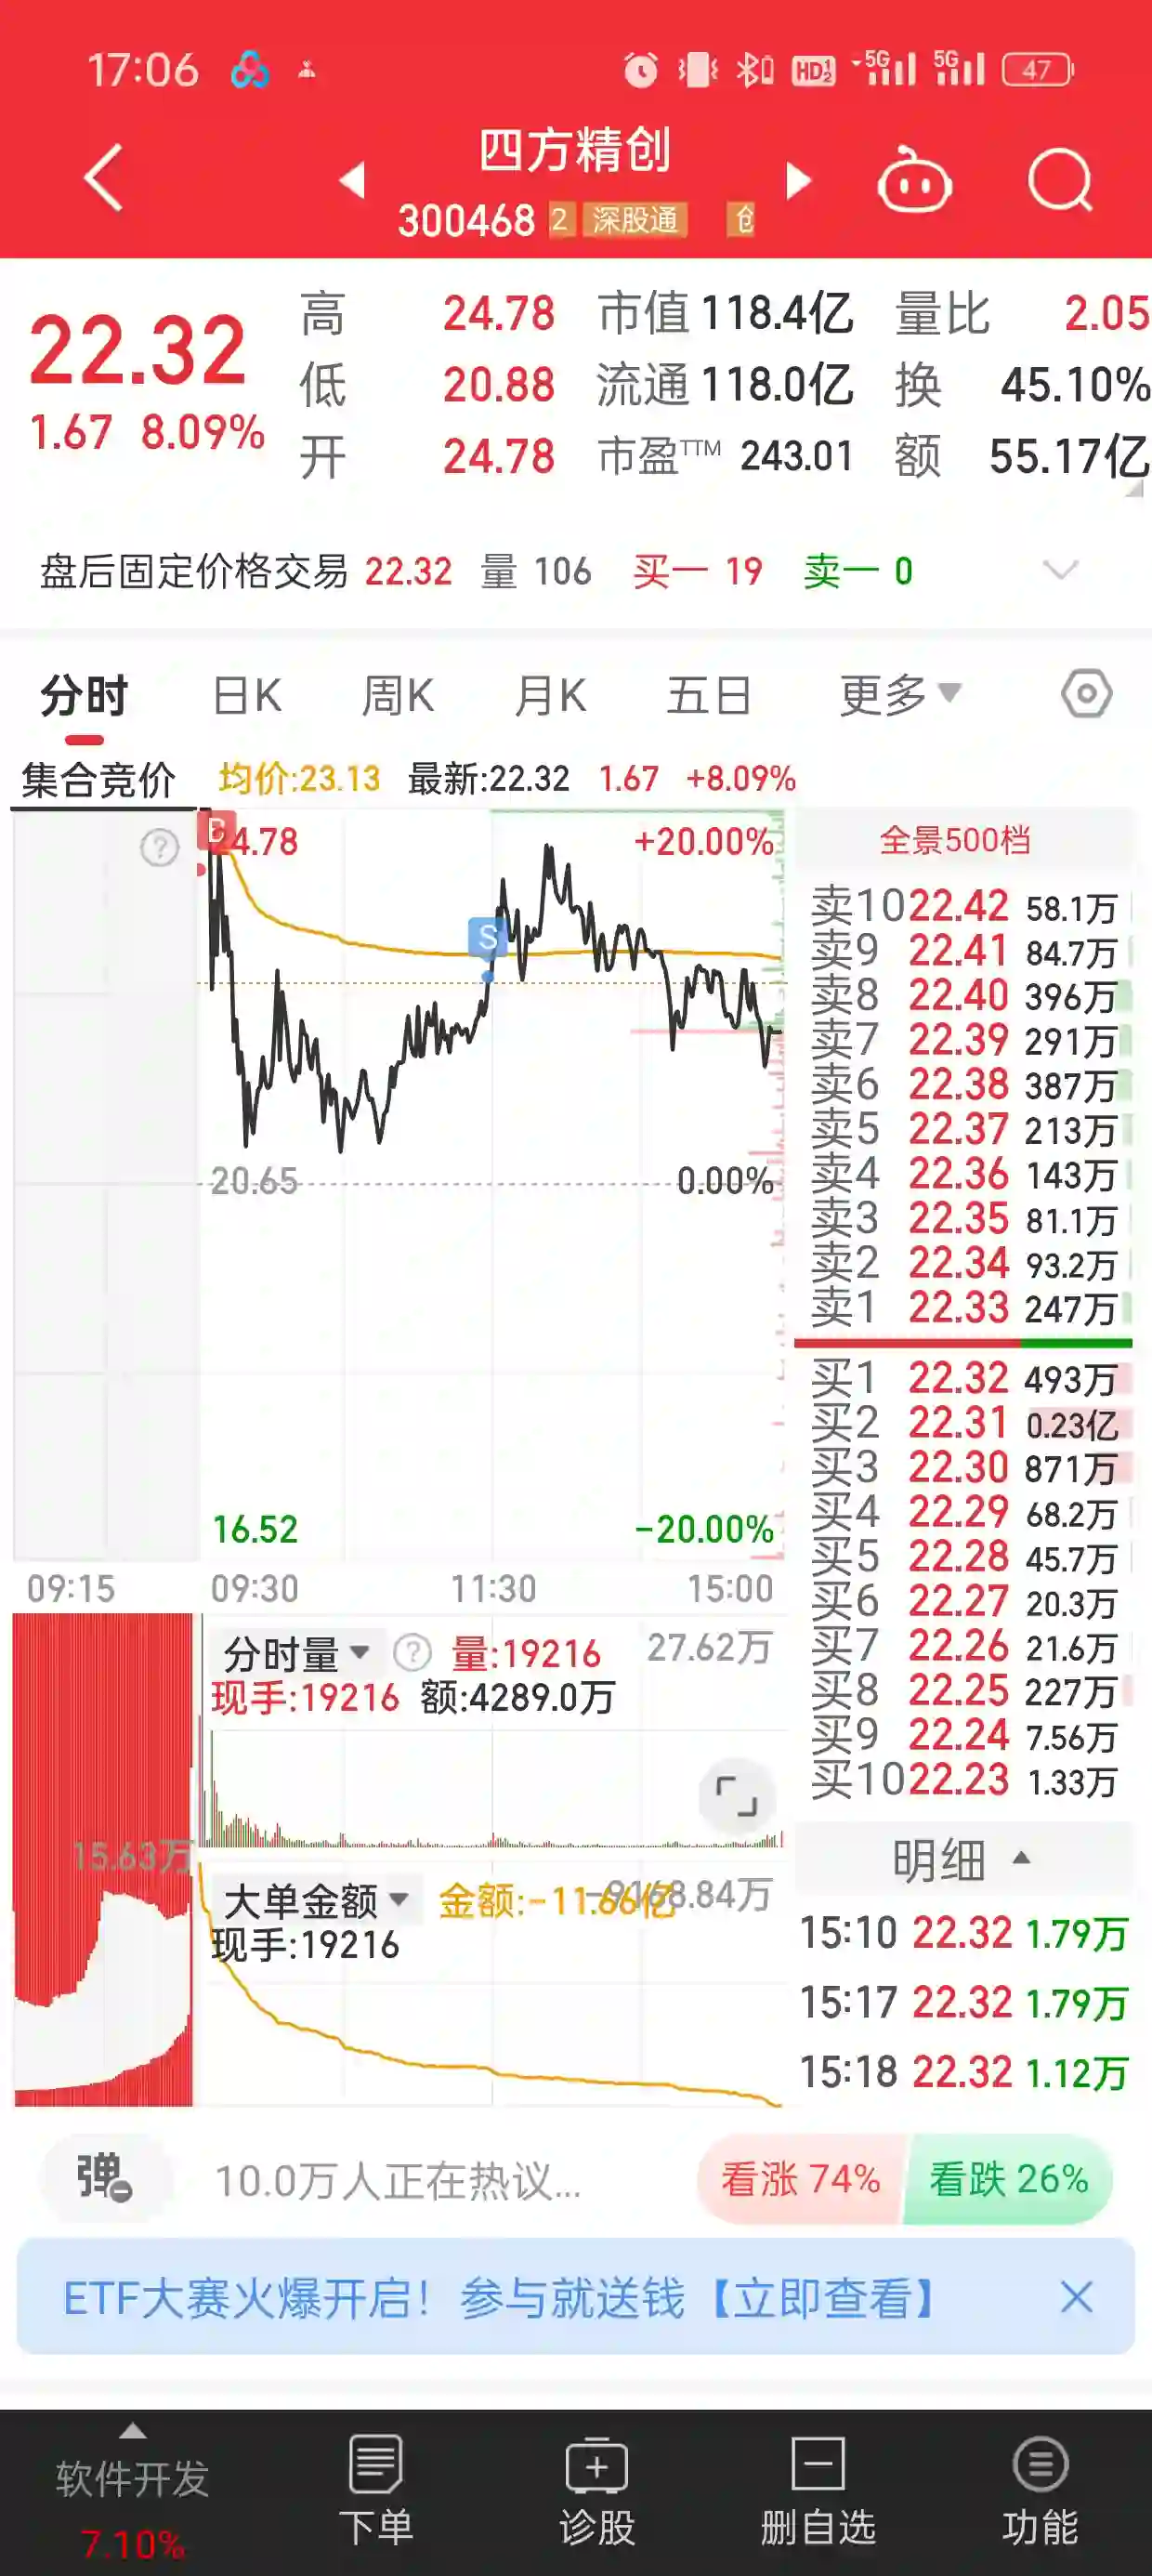 17:06 HD 1 2 5G 5G 47
四方精创
300468 2 深股通
22.32
1.67 8.09%
高 24.78 市值 118.4亿 量比 2.05
低 20.88 流通 118.0亿 换 45.10%
开 24.78 市盈TTM 243.01 额 55.17亿
盘后固定价格交易 22.32 量 106 买一 19 卖一 0
分时 日K 周K 月K 五日 更多
集合竞价 均价:23.13 最新:22.32 1.67 +8.09%
? 24.78 +20.00%
S
20.65 0.00%
16.52 -20.00%
09:15 09:30 11:30 15:00
全景500档
卖10 22.42 58.1万
卖9 22.41 84.7万
卖8 22.40 396万
卖7 22.39 291万
卖6 22.38 387万
卖5 22.37 213万
卖4 22.36 143万
卖3 22.35 81.1万
卖2 22.34 93.2万
卖1 22.33 247万
买1 22.32 493万
买2 22.31 0.23亿
买3 22.30 871万
买4 22.29 68.2万
买5 22.28 45.7万
买6 22.27 20.3万
买7 22.26 21.6万
买8 22.25 227万
买9 22.24 7.56万
买10 22.23 1.33万
分时量 ? 量:19216 27.62万
现手:19216 额:4289.0万
15.63万
大单金额 金额:-11.66亿
现手:19216
明细
15:10 22.32 1.79万
15:17 22.32 1.79万
15:18 22.32 1.12万
弹 10.0万人正在热议... 看涨 74% 看跌 26%
ETF大赛火爆开启！参与就送钱【立即查看】
软件开发
7.10%
下单 诊股 删自选 功能